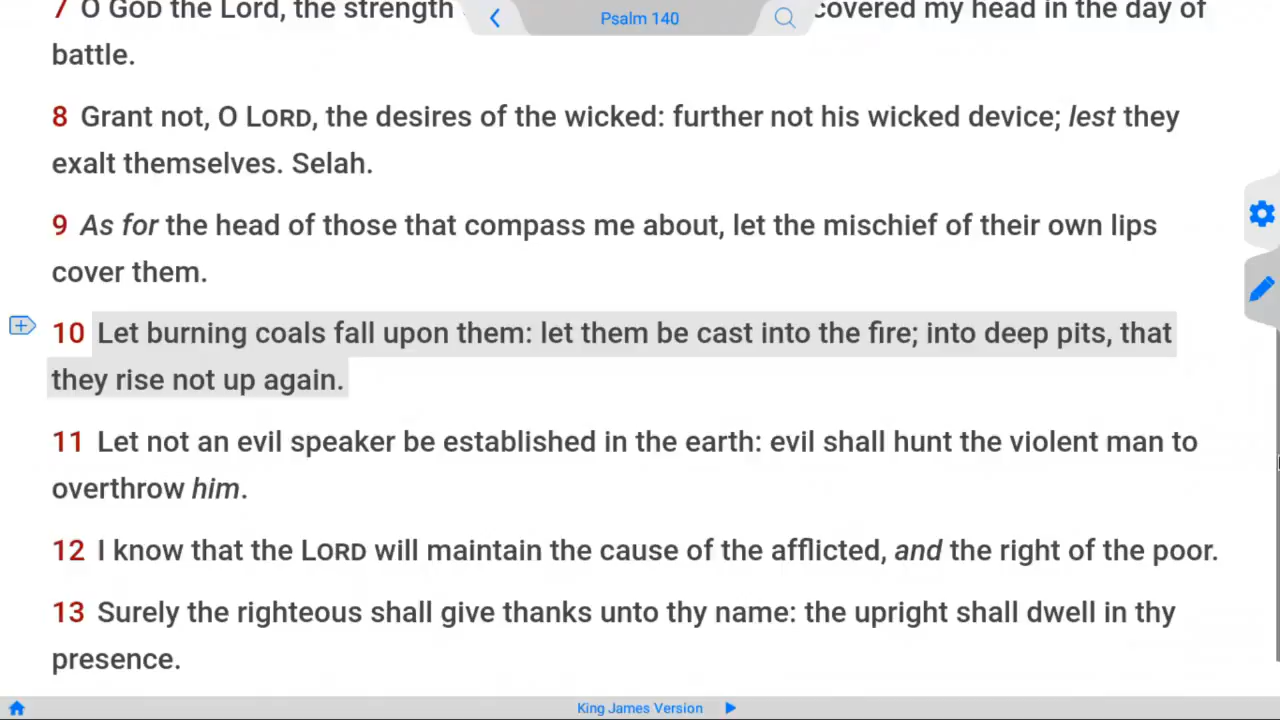 7 O GOD the Lord, the strength covered my head in the day of
Psalm 140
battle.
8 Grant not, O LORD, the desires of the wicked: further not his wicked device; lest they
exalt themselves. Selah.
9 As for the head of those that compass me about, let the mischief of their own lips
cover them.
10 Let burning coals fall upon them: let them be cast into the fire; into deep pits, that
they rise not up again.
11 Let not an evil speaker be established in the earth: evil shall hunt the violent man to
overthrow him.
12 I know that the LORD will maintain the cause of the afflicted, and the right of the poor.
13 Surely the righteous shall give thanks unto thy name: the upright shall dwell in thy
presence.
King James Version